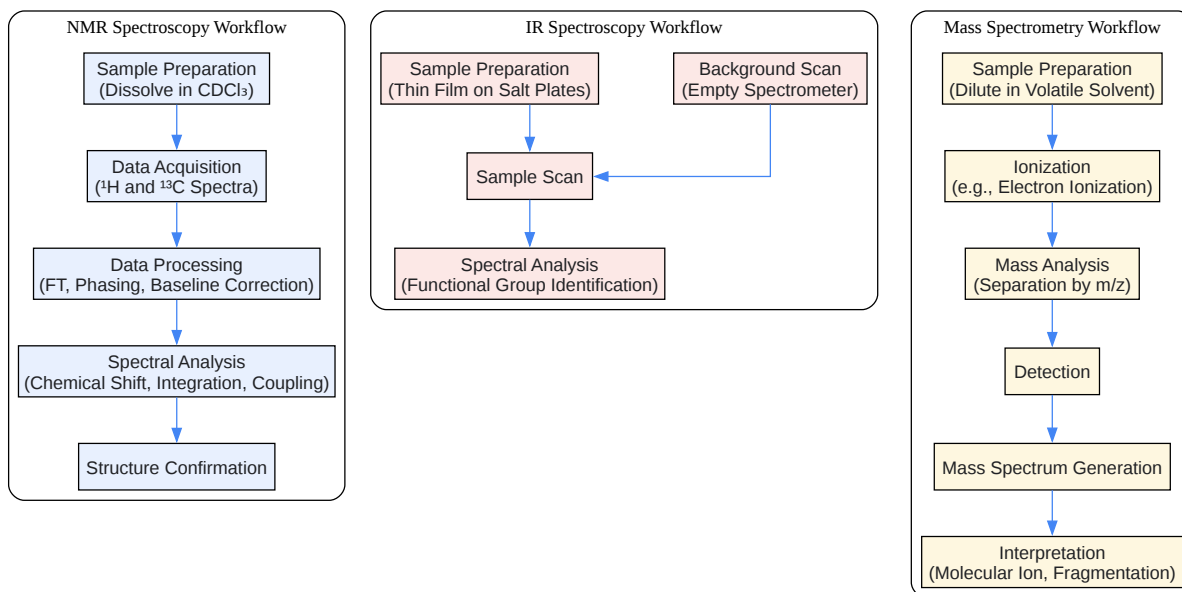 NMR Spectroscopy Workflow
Sample Preparation
(Dissolve in CDCl₃)
Data Acquisition
(¹H and ¹³C Spectra)
Data Processing
(FT, Phasing, Baseline Correction)
Spectral Analysis
(Chemical Shift, Integration, Coupling)
Structure Confirmation
IR Spectroscopy Workflow
Sample Preparation
(Thin Film on Salt Plates)
Background Scan
(Empty Spectrometer)
Sample Scan
Spectral Analysis
(Functional Group Identification)
Mass Spectrometry Workflow
Sample Preparation
(Dilute in Volatile Solvent)
Ionization
(e.g., Electron Ionization)
Mass Analysis
(Separation by m/z)
Detection
Mass Spectrum Generation
Interpretation
(Molecular Ion, Fragmentation)